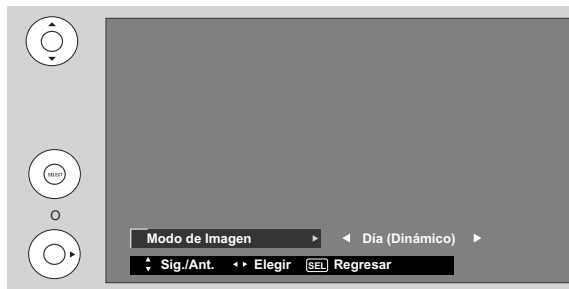 SELECT
O
Modo de Imagen Día (Dinámico)
Sig./Ant. Elegir SEL Regresar